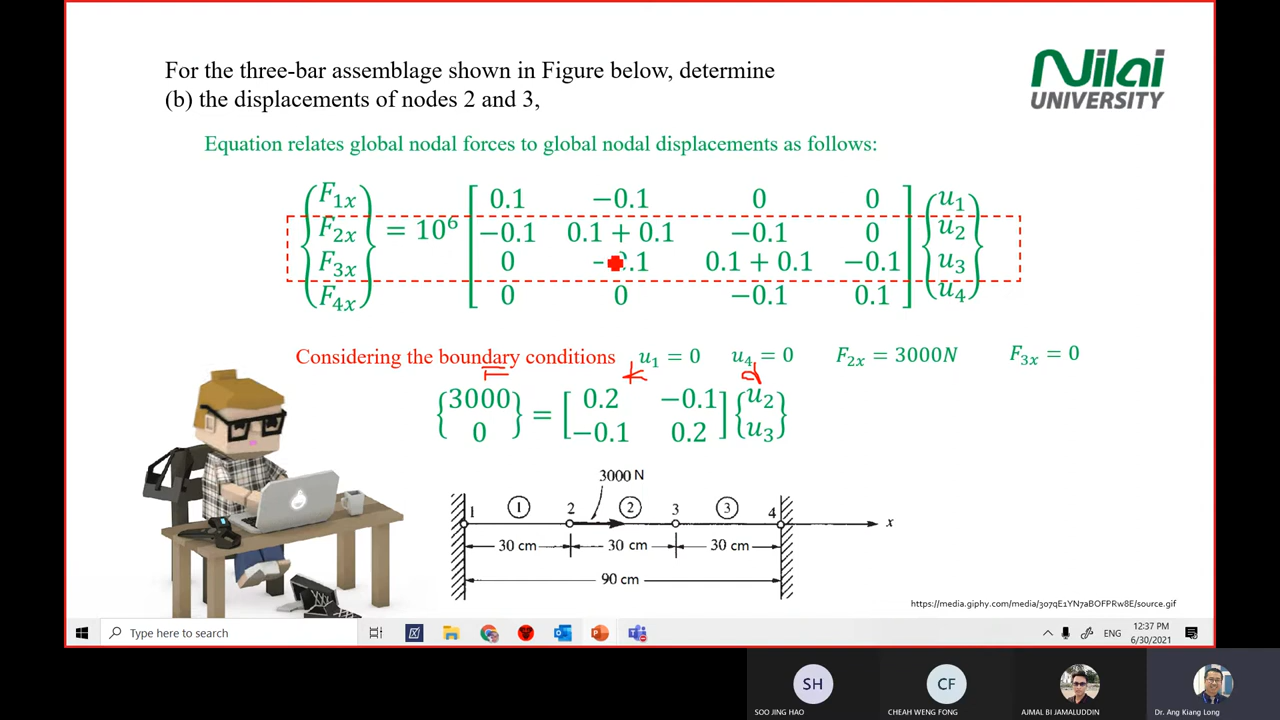 For the three-bar assemblage shown in Figure below, determine
(b) the displacements of nodes 2 and 3,
Nilai
UNIVERSITY
Equation relates global nodal forces to global nodal displacements as follows:
F1x 0.1 −0.1 0 0 u1
F2x = 10⁶ −0.1 0.1 + 0.1 −0.1 0 u2
F3x 0 − .1 0.1 + 0.1 −0.1 u3
F4x 0 0 −0.1 0.1 u4
Considering the boundary conditions u1 = 0 u4 = 0 F2x = 3000N F3x = 0
k d
3000 = 0.2 −0.1 u2
0 −0.1 0.2 u3
3000 N
1 ① 2 ② 3 ③ 4
x
30 cm 30 cm 30 cm
90 cm
https://media.giphy.com/media/307qE1YN7aBOFPRw8E/source.gif
Type here to search
ENG
12:37 PM
6/30/2021
SH
CF
SOO JING HAO
CHEAH WENG FONG
AJMAL BI JAMALUDDIN
Dr. Ang Kiang Long